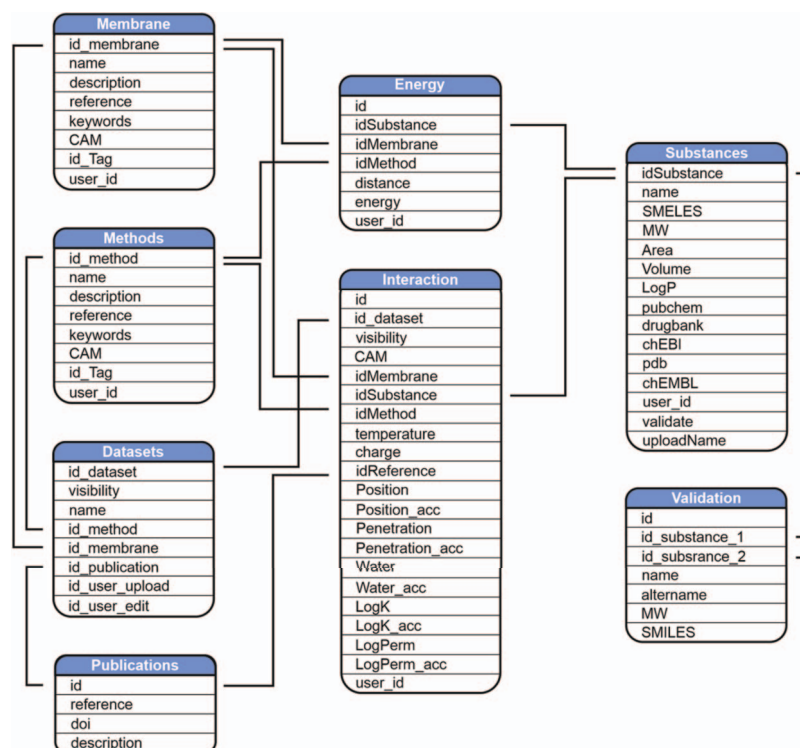 Membrane
id_membrane
name
description
reference
keywords
CAM
id_Tag
user_id
Methods
id_method
name
description
reference
keywords
CAM
id_Tag
user_id
Datasets
id_dataset
visibility
name
id_method
id_membrane
id_publication
id_user_upload
id_user_edit
Publications
id
reference
doi
description
Energy
id
idSubstance
idMembrane
idMethod
distance
energy
user_id
Interaction
id
id_dataset
visibility
CAM
idMembrane
idSubstance
idMethod
temperature
charge
idReference
Position
Position_acc
Penetration
Penetration_acc
Water
Water_acc
LogK
LogK_acc
LogPerm
LogPerm_acc
user_id
Substances
idSubstance
name
SMELES
MW
Area
Volume
LogP
pubchem
drugbank
chEBI
pdb
chEMBL
user_id
validate
uploadName
Validation
id
id_substance_1
id_subsrance_2
name
altername
MW
SMILES